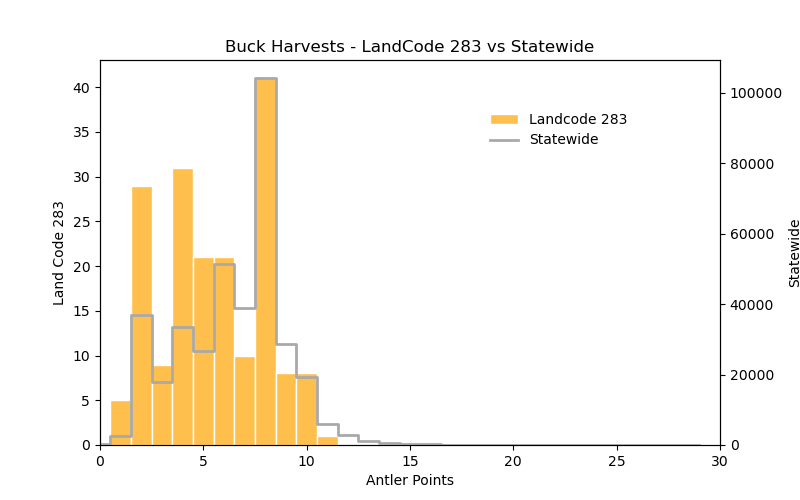 Buck Harvests - LandCode 283 vs Statewide
Land Code 283
40
35
30
25
20
15
10
5
0
Landcode 283
Statewide
100000
80000
60000
40000
20000
0
Statewide
0 5 10 15 20 25 30
Antler Points